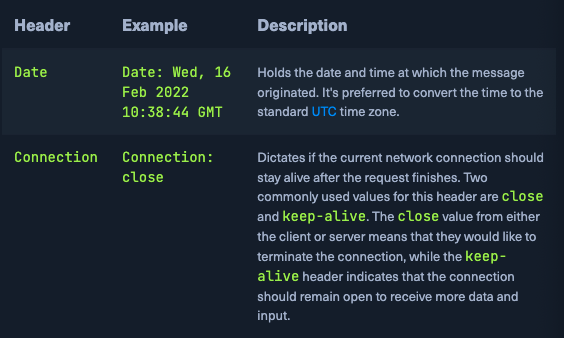 Header Example Description
Date Date: Wed, 16 Feb 2022 10:38:44 GMT
Holds the date and time at which the message
originated. It's preferred to convert the time to the
standard UTC time zone.
Connection Connection: close
Dictates if the current network connection should
stay alive after the request finishes. Two
commonly used values for this header are close
and keep-alive. The close value from either
the client or server means that they would like to
terminate the connection, while the keep-
alive header indicates that the connection
should remain open to receive more data and
input.